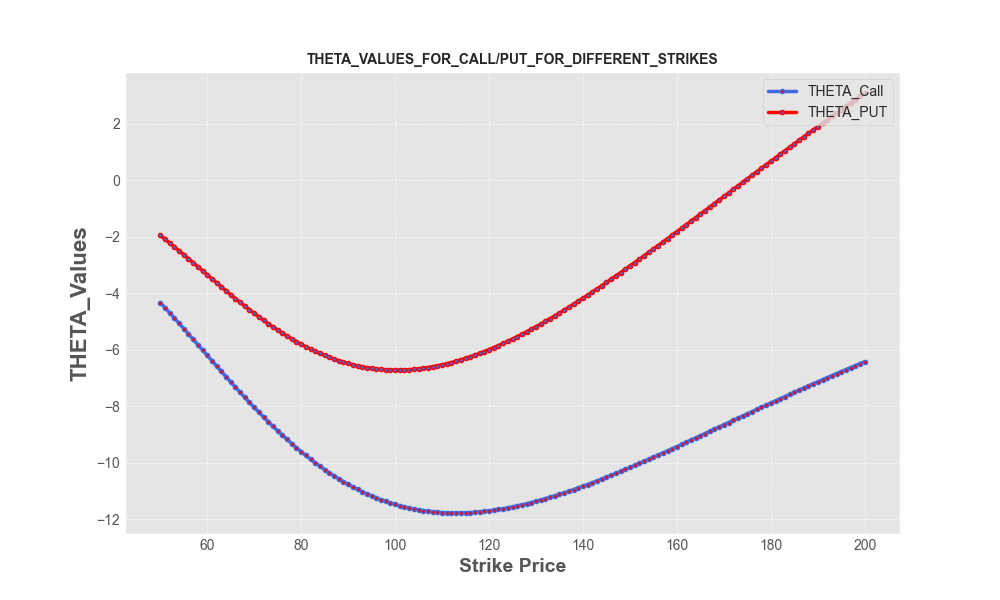 THETA_VALUES_FOR_CALL/PUT_FOR_DIFFERENT_STRIKES
THETA_Call
THETA_PUT
THETA_Values
2
0
−2
−4
−6
−8
−10
−12
60 80 100 120 140 160 180 200
Strike Price